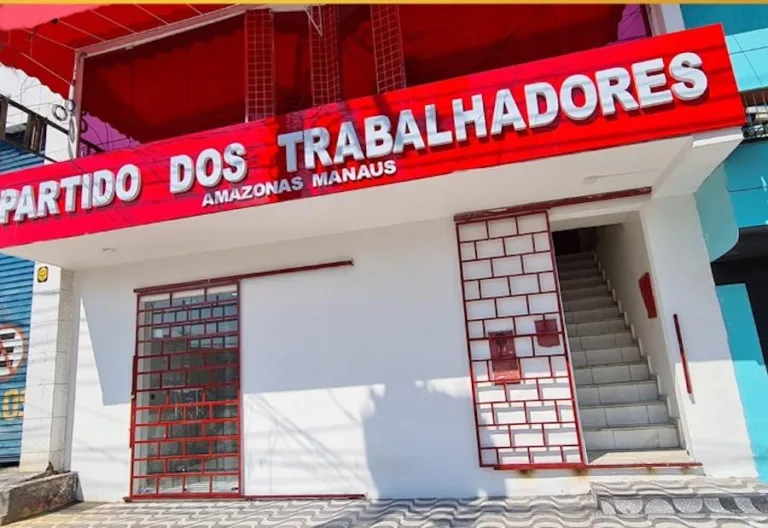 PARTIDO DOS TRABALHADORES
AMAZONAS MANAUS